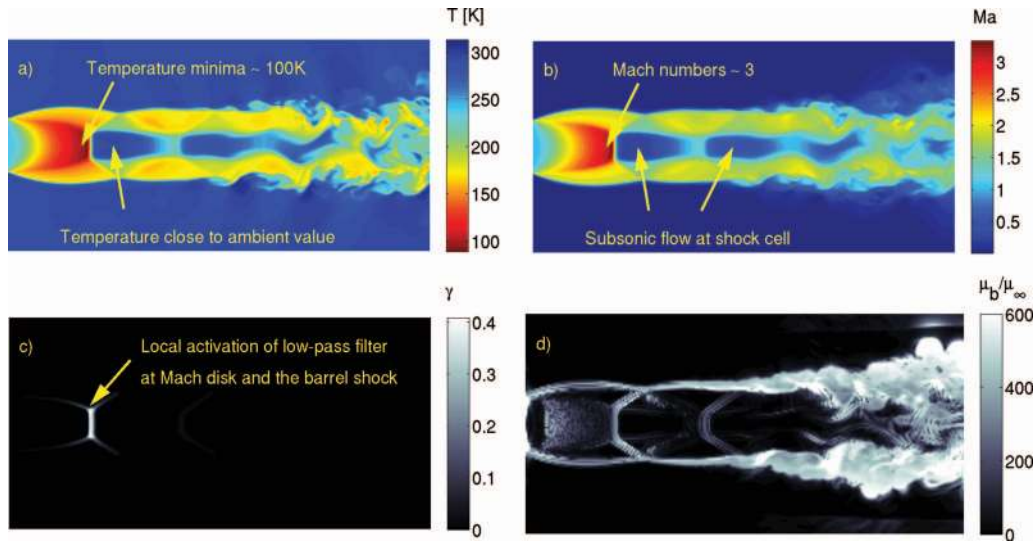 T [K]
a)
Temperature minima ~ 100K
Temperature close to ambient value
300
250
200
150
100
Ma
b)
Mach numbers ~ 3
Subsonic flow at shock cell
3
2.5
2
1.5
1
0.5
γ
c)
Local activation of low-pass filter
at Mach disk and the barrel shock
0.4
0.3
0.2
0.1
0
μb/μ∞
d)
600
400
200
0